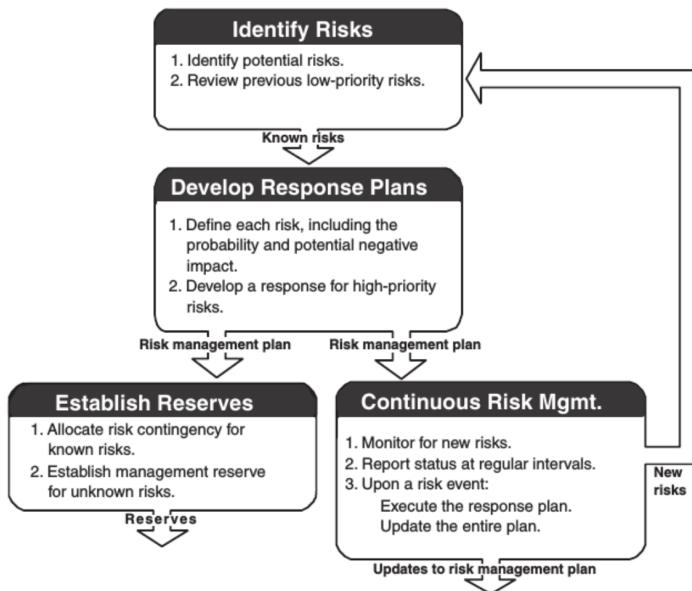 Identify Risks
1. Identify potential risks.
2. Review previous low-priority risks.
Known risks
Develop Response Plans
1. Define each risk, including the
probability and potential negative
impact.
2. Develop a response for high-priority
risks.
Risk management plan
Risk management plan
Establish Reserves
1. Allocate risk contingency for
known risks.
2. Establish management reserve
for unknown risks.
Reserves
Continuous Risk Mgmt.
1. Monitor for new risks.
2. Report status at regular intervals.
3. Upon a risk event:
Execute the response plan.
Update the entire plan.
New
risks
Updates to risk management plan